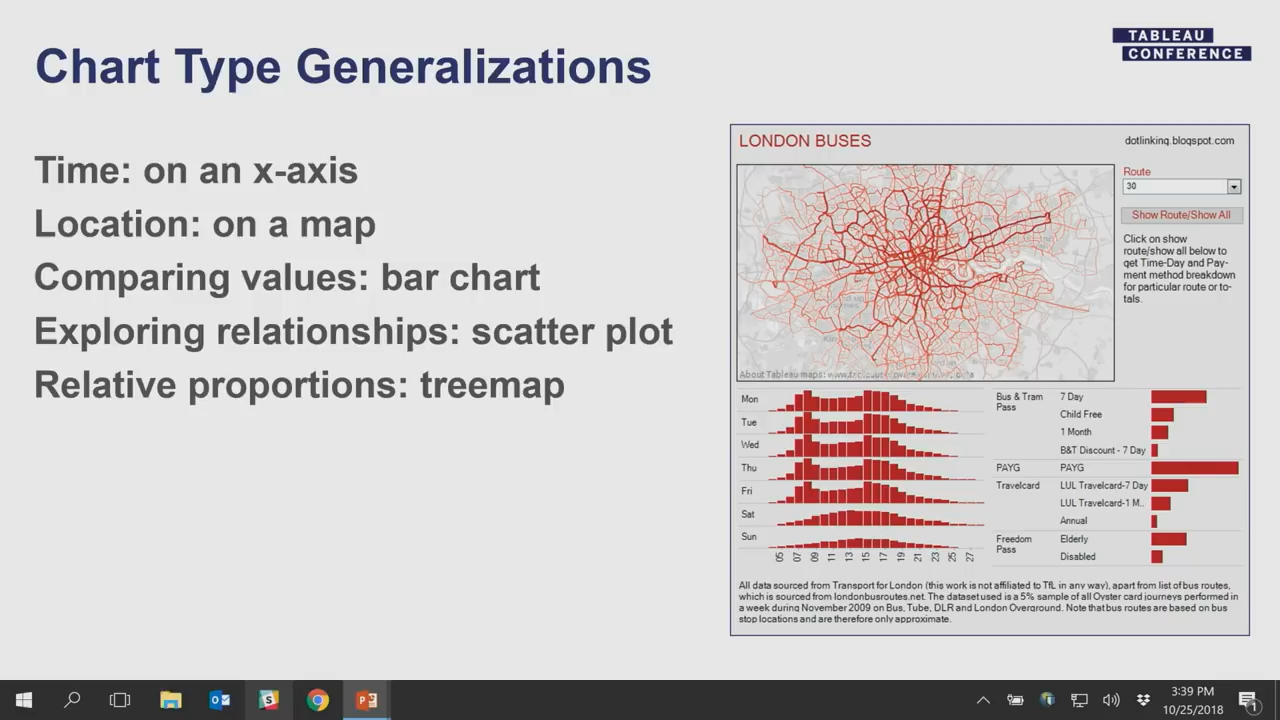 Chart Type Generalizations
TABLEAU
CONFERENCE
Time: on an x-axis
Location: on a map
Comparing values: bar chart
Exploring relationships: scatter plot
Relative proportions: treemap
LONDON BUSES
dotlinking.blogspot.com
Route
30
Show Route/Show All
Click on show
route/show all below to
get Time-Day and Pay-
ment method breakdown
for particular route or to-
tals.
About Tableau maps:
Mon
Tue
Wed
Thu
Fri
Sat
Sun
05 07 09 11 13 15 17 19 21 23 25 27
Bus & Tram
Pass
7 Day
Child Free
1 Month
B&T Discount - 7 Day
PAYG
PAYG
Travelcard
LUL Travelcard-7 Day
LUL Travelcard-1 M..
Annual
Freedom
Pass
Elderly
Disabled
All data sourced from Transport for London (this work is not affiliated to TfL in any way), apart from list of bus routes,
which is sourced from londonbusroutes.net. The dataset used is a 5% sample of all Oyster card journeys performed in
a week during November 2009 on Bus, Tube, DLR and London Overground. Note that bus routes are based on bus
stop locations and are therefore only approximate.
3:39 PM
10/25/2018
1